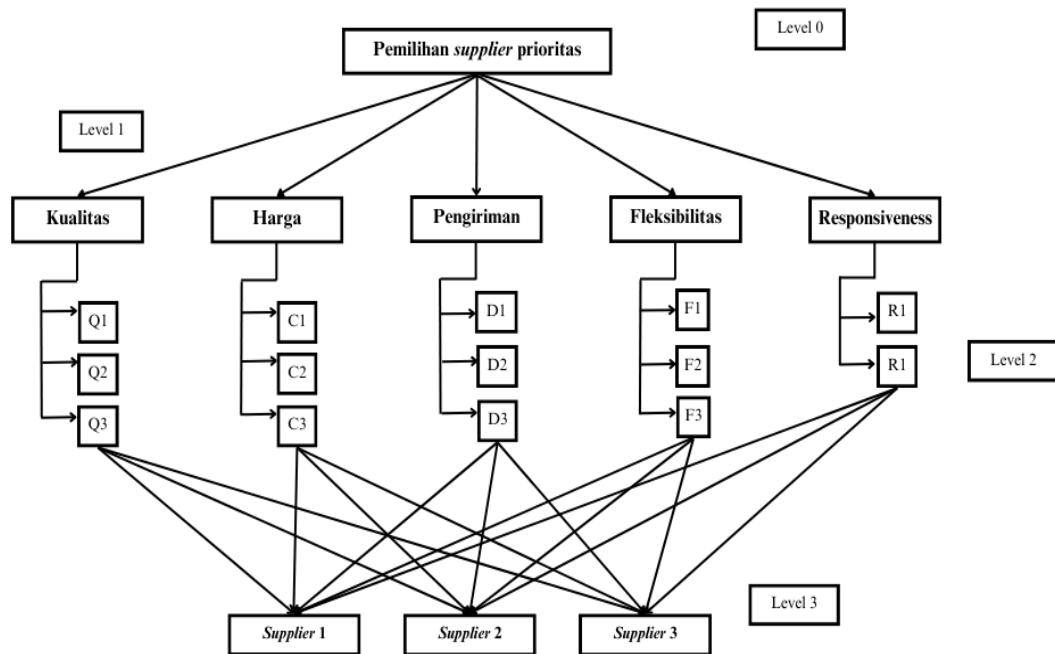 Level 0
Pemilihan supplier prioritas
Level 1
Kualitas
Harga
Pengiriman
Fleksibilitas
Responsiveness
Q1
C1
D1
F1
R1
Q2
C2
D2
F2
R1
Level 2
Q3
C3
D3
F3
Level 3
Supplier 1
Supplier 2
Supplier 3